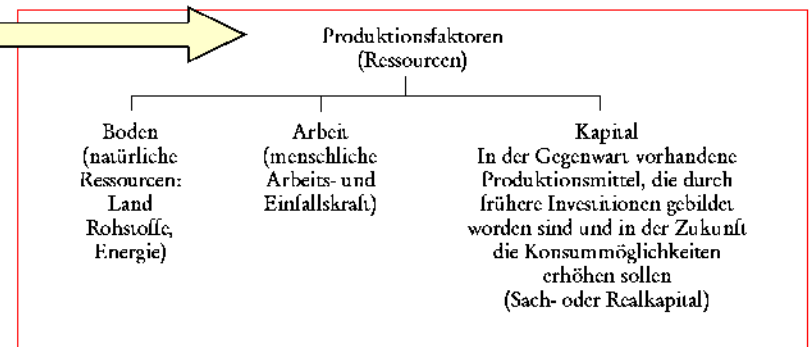 Produktionsfaktoren
(Ressourcen)
Boden
(natürliche
Ressourcen:
Land
Rohstoffe,
Energie)
Arbeit
(menschliche
Arbeits- und
Einfallskraft)
Kapital
In der Gegenwart vorhandene
Produktionsmittel, die durch
frühere Investitionen gebildet
worden sind und in der Zukunft
die Konsummöglichkeiten
erhöhen sollen
(Sach- oder Realkapital)